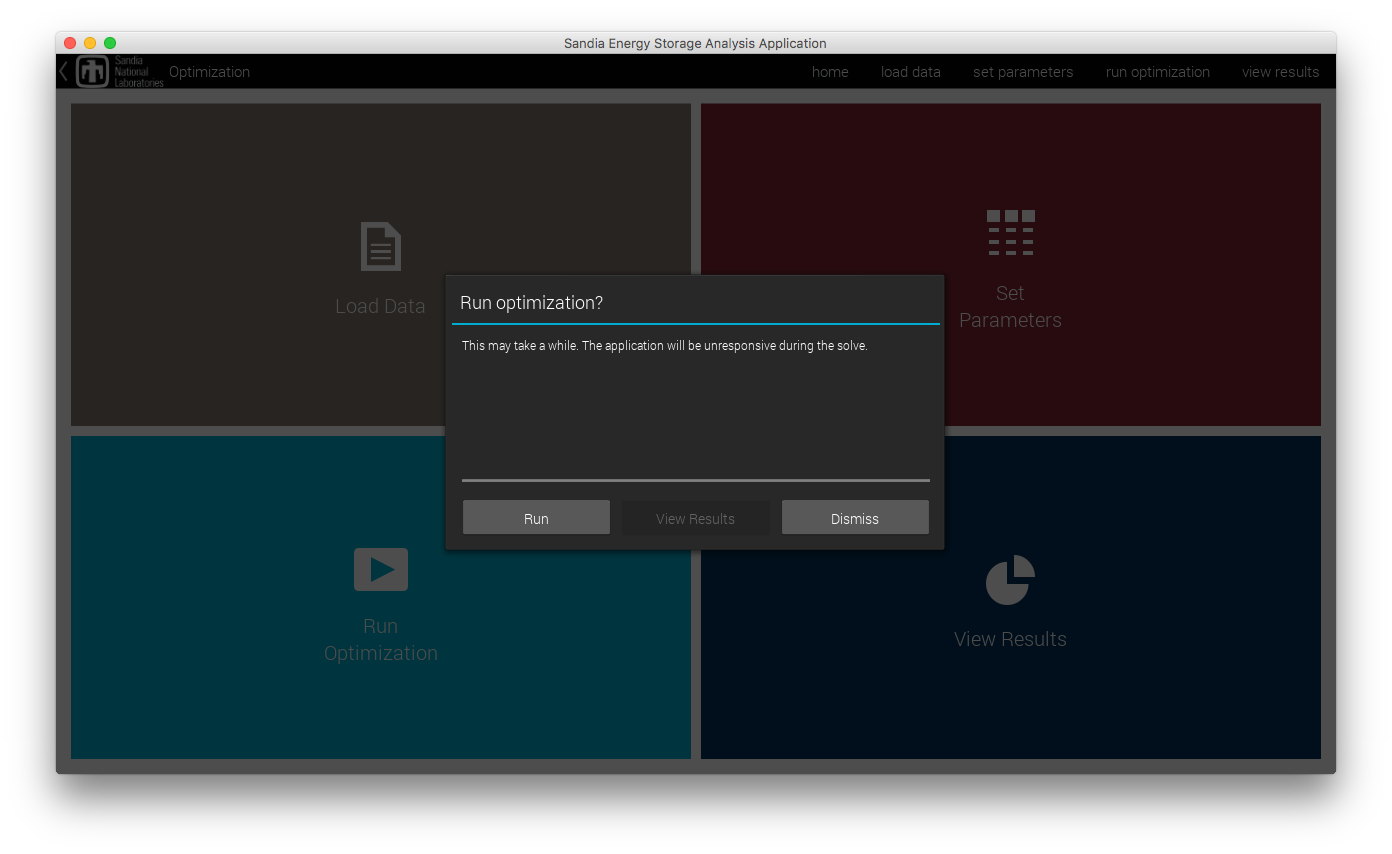 Sandia Energy Storage Analysis Application
Sandia
National
Laboratories
Optimization
home
load data
set parameters
run optimization
view results
Load Data
Set
Parameters
Run optimization?
This may take a while. The application will be unresponsive during the solve.
Run
View Results
Dismiss
Run
Optimization
View Results